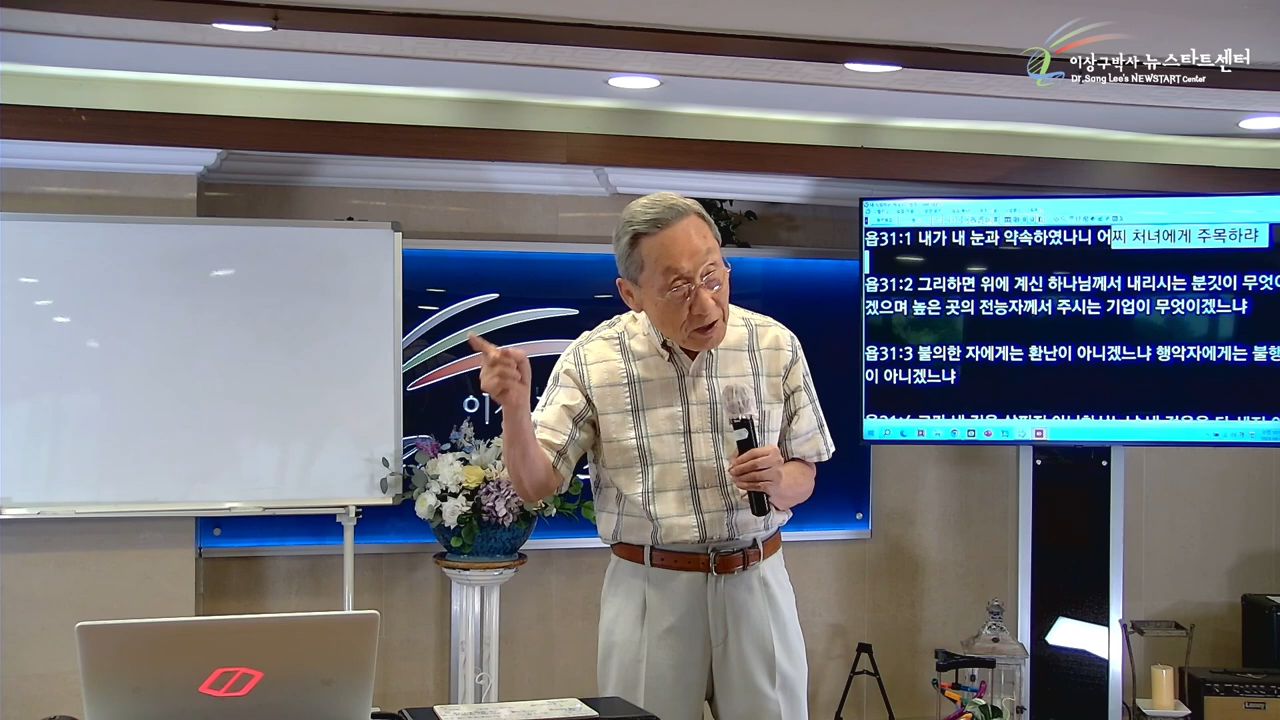 이상구박사 뉴스타트센터
Dr.Sang Lee's NEWSTART Center
욥31:1 내가 내 눈과 약속하였나니 어찌 처녀에게 주목하랴
욥31:2 그리하면 위에 계신 하나님께서 내리시는 분깃이 무엇이
겠으며 높은 곳의 전능자께서 주시는 기업이 무엇이겠느냐
욥31:3 불의한 자에게는 환난이 아니겠느냐 행악자에게는 불행
이 아니겠느냐
이상
Laney